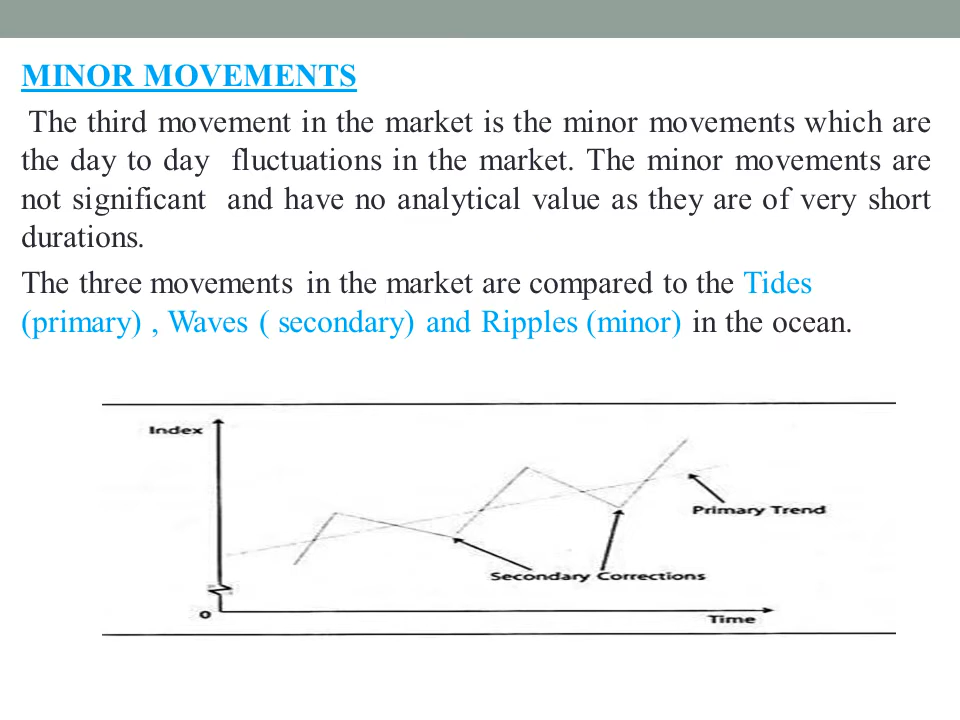 MINOR MOVEMENTS
The third movement in the market is the minor movements which are
the day to day fluctuations in the market. The minor movements are
not significant and have no analytical value as they are of very short
durations.
The three movements in the market are compared to the Tides
(primary) , Waves ( secondary) and Ripples (minor) in the ocean.
Index
Primary Trend
Secondary Corrections
0
Time